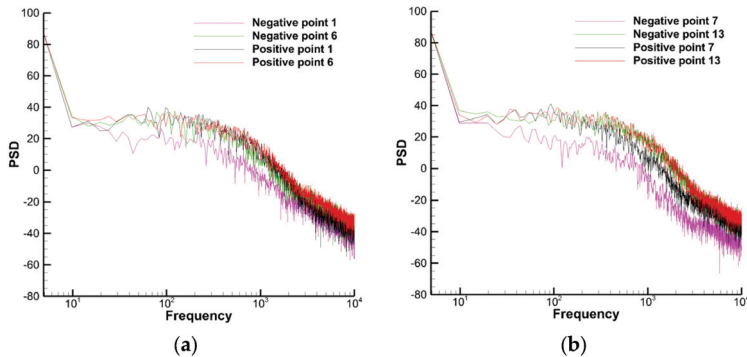 Negative point 1
Negative point 6
Positive point 1
Positive point 6
100
80
60
40
20
0
-20
-40
-60
-80
PSD
10¹
10²
10³
10⁴
Frequency
(a)
Negative point 7
Negative point 13
Positive point 7
Positive point 13
100
80
60
40
20
0
-20
-40
-60
-80
PSD
10¹
10²
10³
Frequency
(b)